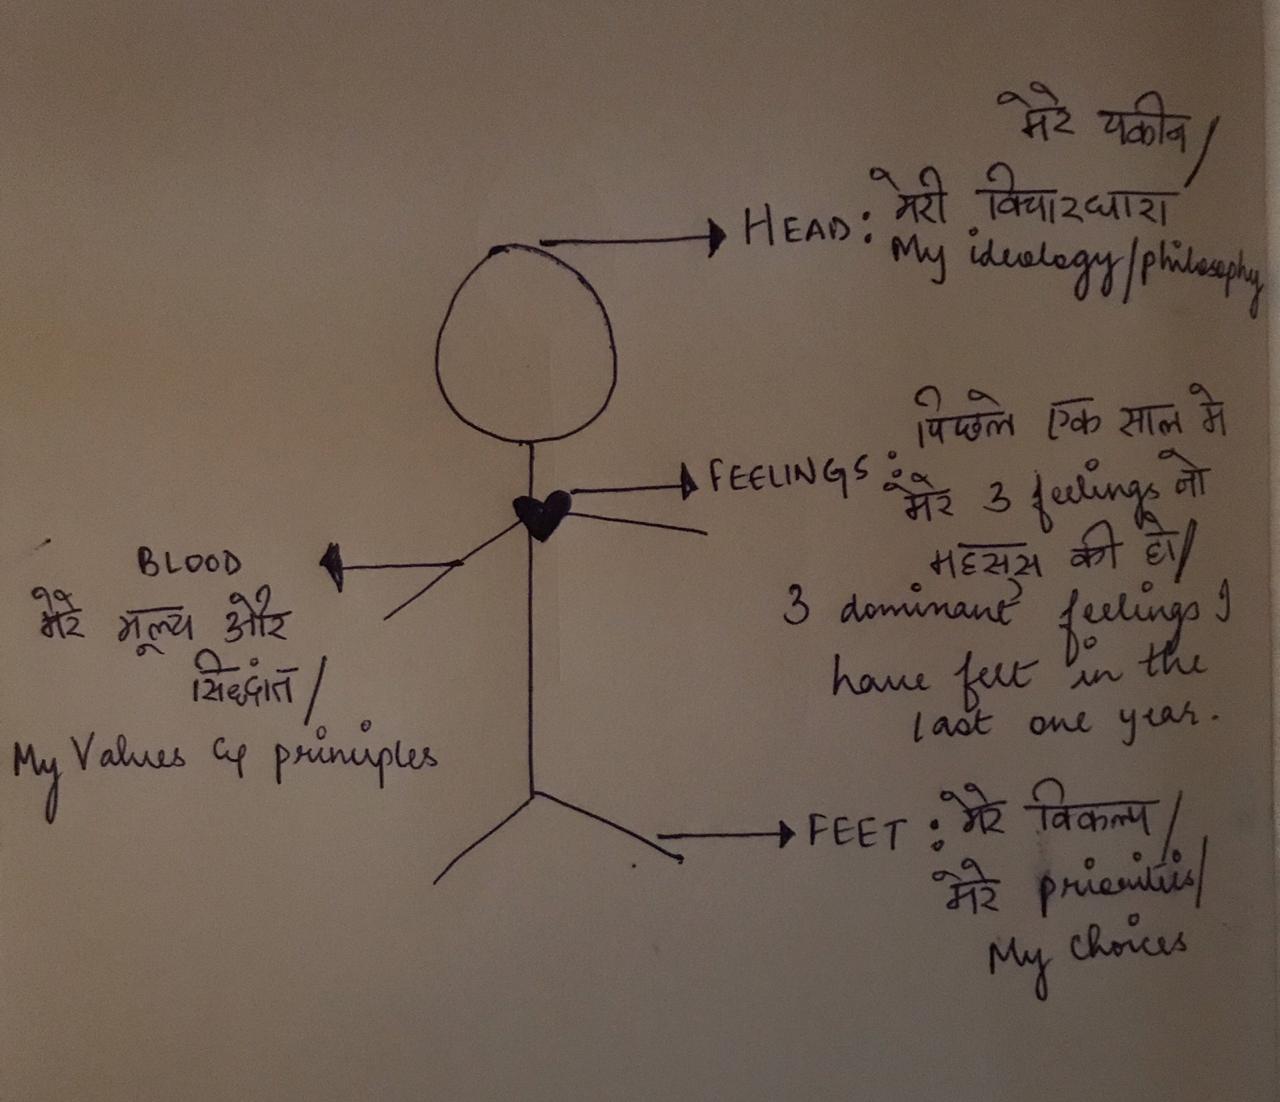 मेरे यकीन/
HEAD: मेरी विचारधारा
My ideology/philosophy
पिछले एक साल मे
FEELINGS: मेरे 3 feelings जो
महसूस की हो/
3 dominant feelings I
have felt in the
last one year.
BLOOD
मेरे मूल्य और
सिद्धांत/
My Values & principles
FEET: मेरे विकल्प/
मेरे priorities/
My choices